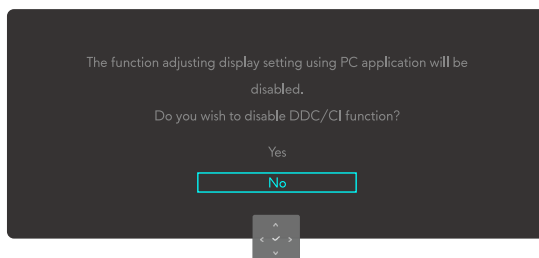 The function adjusting display setting using PC application will be
disabled.
Do you wish to disable DDC/CI function?
Yes
No